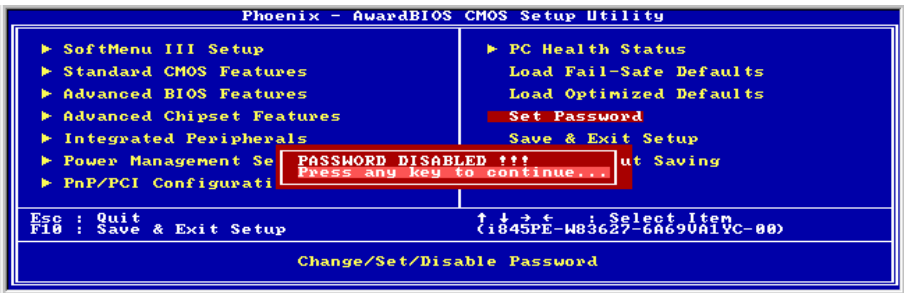 Phoenix - AwardBIOS CMOS Setup Utility
► SoftMenu III Setup
► Standard CMOS Features
► Advanced BIOS Features
► Advanced Chipset Features
► Integrated Peripherals
► Power Management Se
► PnP/PCI Configurati
► PC Health Status
Load Fail-Safe Defaults
Load Optimized Defaults
Set Password
Save & Exit Setup
ut Saving
PASSWORD DISABLED !!!
Press any key to continue...
Esc : Quit
F10 : Save & Exit Setup
↑ ↓ → ← : Select Item
(i845PE-W83627-6A69VA1YC-00)
Change/Set/Disable Password